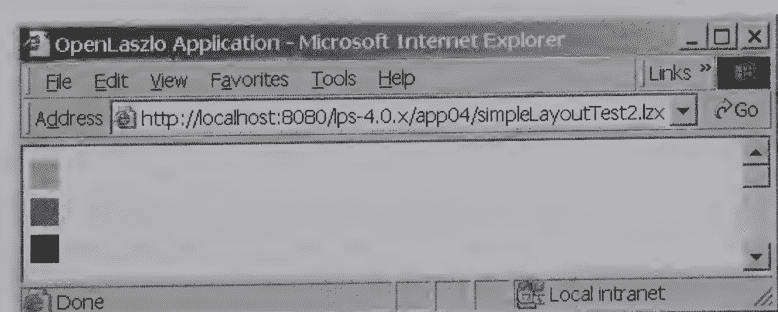 OpenLaszlo Application - Microsoft Internet Explorer
File Edit View Favorites Tools Help Links »
Address http://localhost:8080/lps-4.0.x/app04/simpleLayoutTest2.lzx Go
Done Local intranet